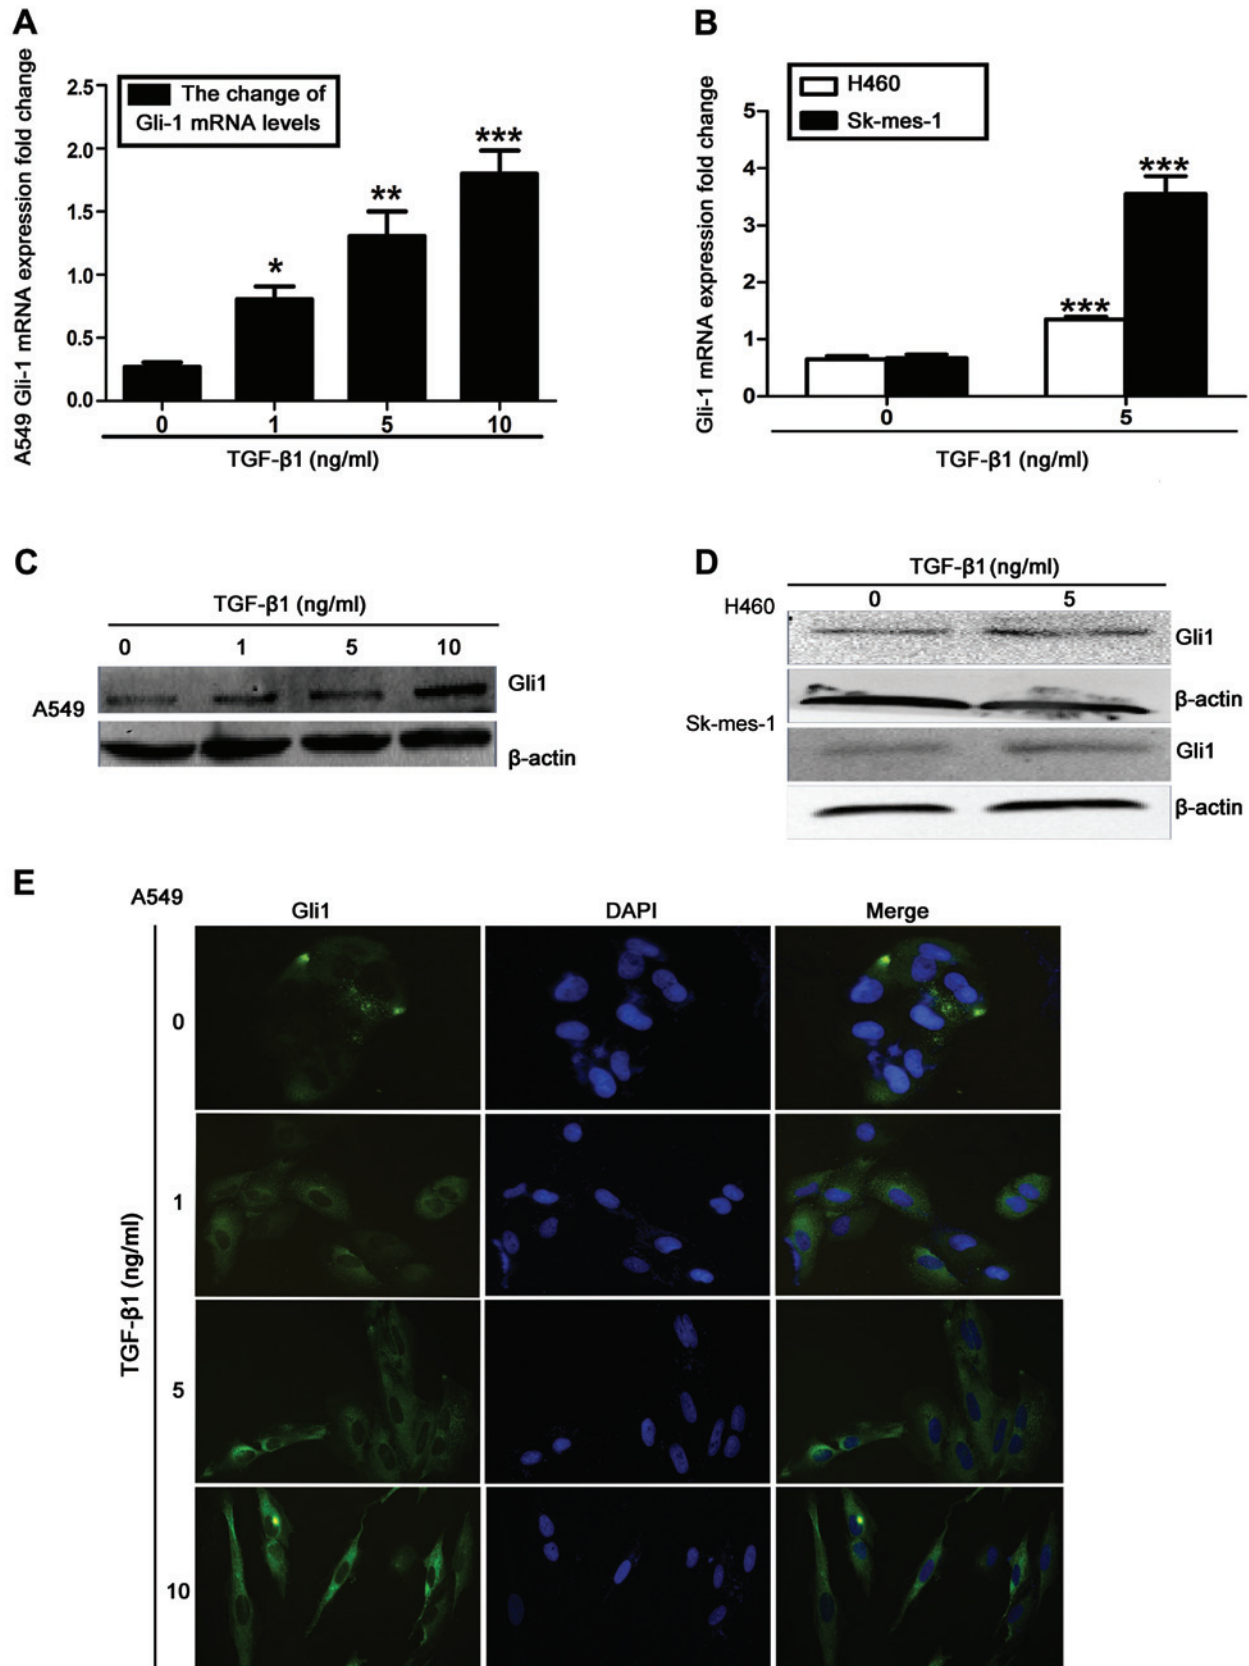 A
A549 Gli-1 mRNA expression fold change
2.5
2.0
1.5
1.0
0.5
0.0
The change of
Gli-1 mRNA levels
*
**
***
0 1 5 10
TGF-β1 (ng/ml)
B
Gli-1 mRNA expression fold change
5
4
3
2
1
0
H460
Sk-mes-1
***
***
0 5
TGF-β1 (ng/ml)
C
TGF-β1 (ng/ml)
0 1 5 10
A549
Gli1
β-actin
D
TGF-β1 (ng/ml)
H460 0 5
Gli1
β-actin
Sk-mes-1
Gli1
β-actin
E
A549
Gli1 DAPI Merge
TGF-β1 (ng/ml)
0
1
5
10